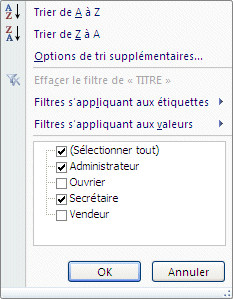 A
Z
Trier de A à Z
Z
A
Trier de Z à A
Options de tri supplémentaires...
Effacer le filtre de « TITRE »
Filtres s'appliquant aux étiquettes
Filtres s'appliquant aux valeurs
(Sélectionner tout)
Administrateur
Ouvrier
Secrétaire
Vendeur
OK
Annuler